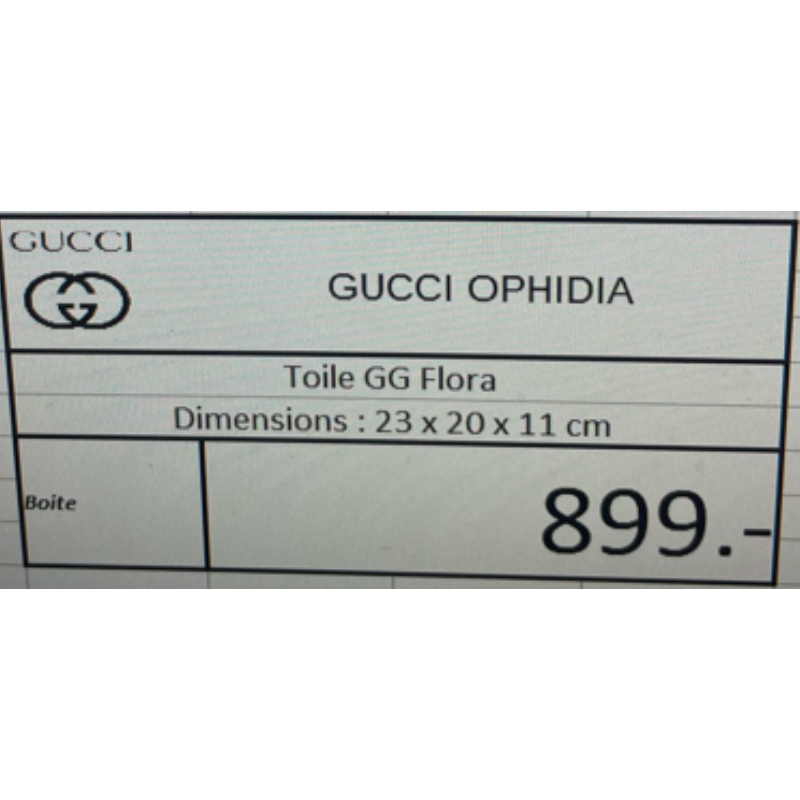 GUCCI
GUCCI OPHIDIA
Toile GG Flora
Dimensions : 23 x 20 x 11 cm
Boite
899.-